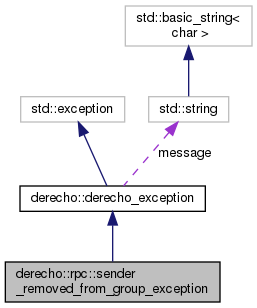 std::basic_string<
char >
std::exception
std::string
message
derecho::derecho_exception
derecho::rpc::sender
_removed_from_group_exception